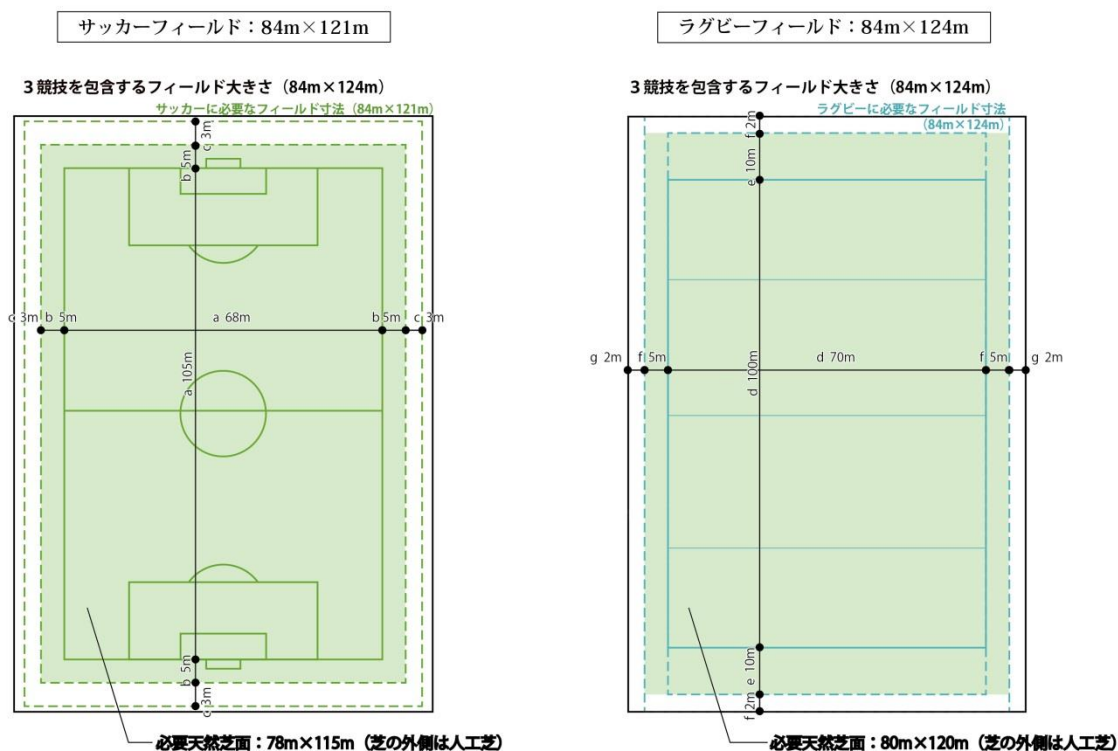 サッカーフィールド：84m×121m
3競技を包含するフィールド大きさ（84m×124m）
サッカーに必要なフィールド寸法（84m×121m）
c 3m
b 5m
c 3m
b 5m
a 68m
b 5m
c 3m
a 105m
b 5m
c 3m
必要天然芝面：78m×115m（芝の外側は人工芝）
ラグビーフィールド：84m×124m
3競技を包含するフィールド大きさ（84m×124m）
ラグビーに必要なフィールド寸法
（84m×124m）
f 2m
e 10m
g 2m
f 5m
d 70m
f 5m
g 2m
d 100m
e 10m
f 2m
必要天然芝面：80m×120m（芝の外側は人工芝）